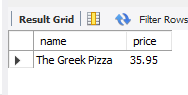 Result Grid Filter Rows
name price
The Greek Pizza 35.95